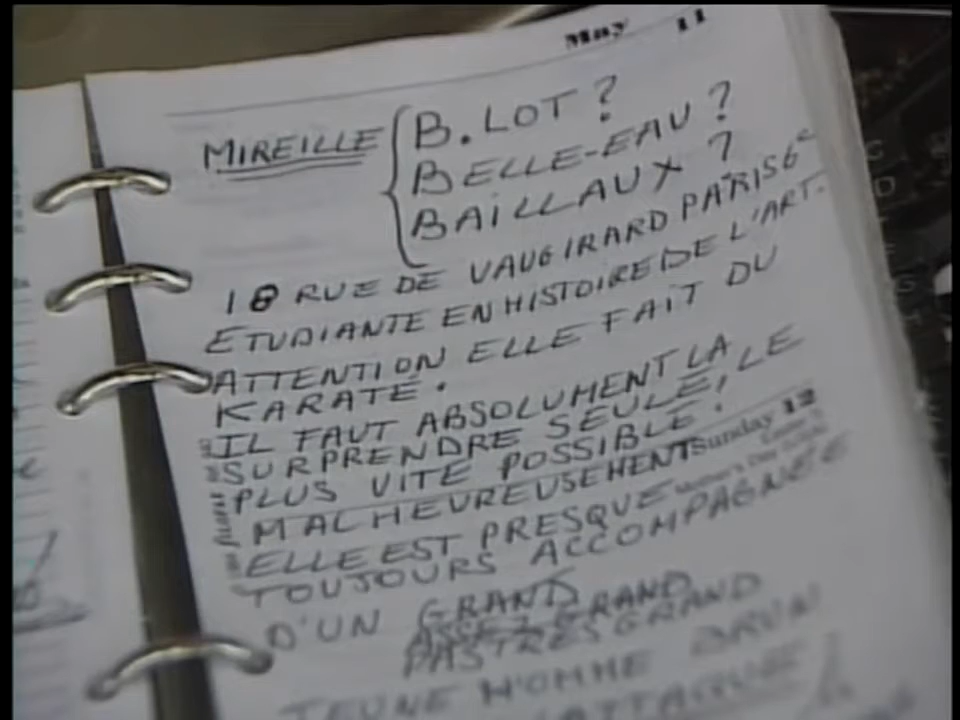 May 11
MIREILLE
B. LOT ?
BELLE-EAU ?
BAILLAUX ?
18 RUE DE VAUGIRARD PARIS 6e
ETUDIANTE EN HISTOIRE DE L'ART.
ATTENTION ELLE FAIT DU
KARATE.
IL FAUT ABSOLUMENT LA
SURPRENDRE SEULE, LE
PLUS VITE POSSIBLE.
Sunday 12
MALHEUREUSEMENT
ELLE EST PRESQUE
TOUJOURS ACCOMPAGNÉE
D'UN GRAND
ASSEZ GRAND
PAS TRES GRAND
JEUNE HOMME BRUN